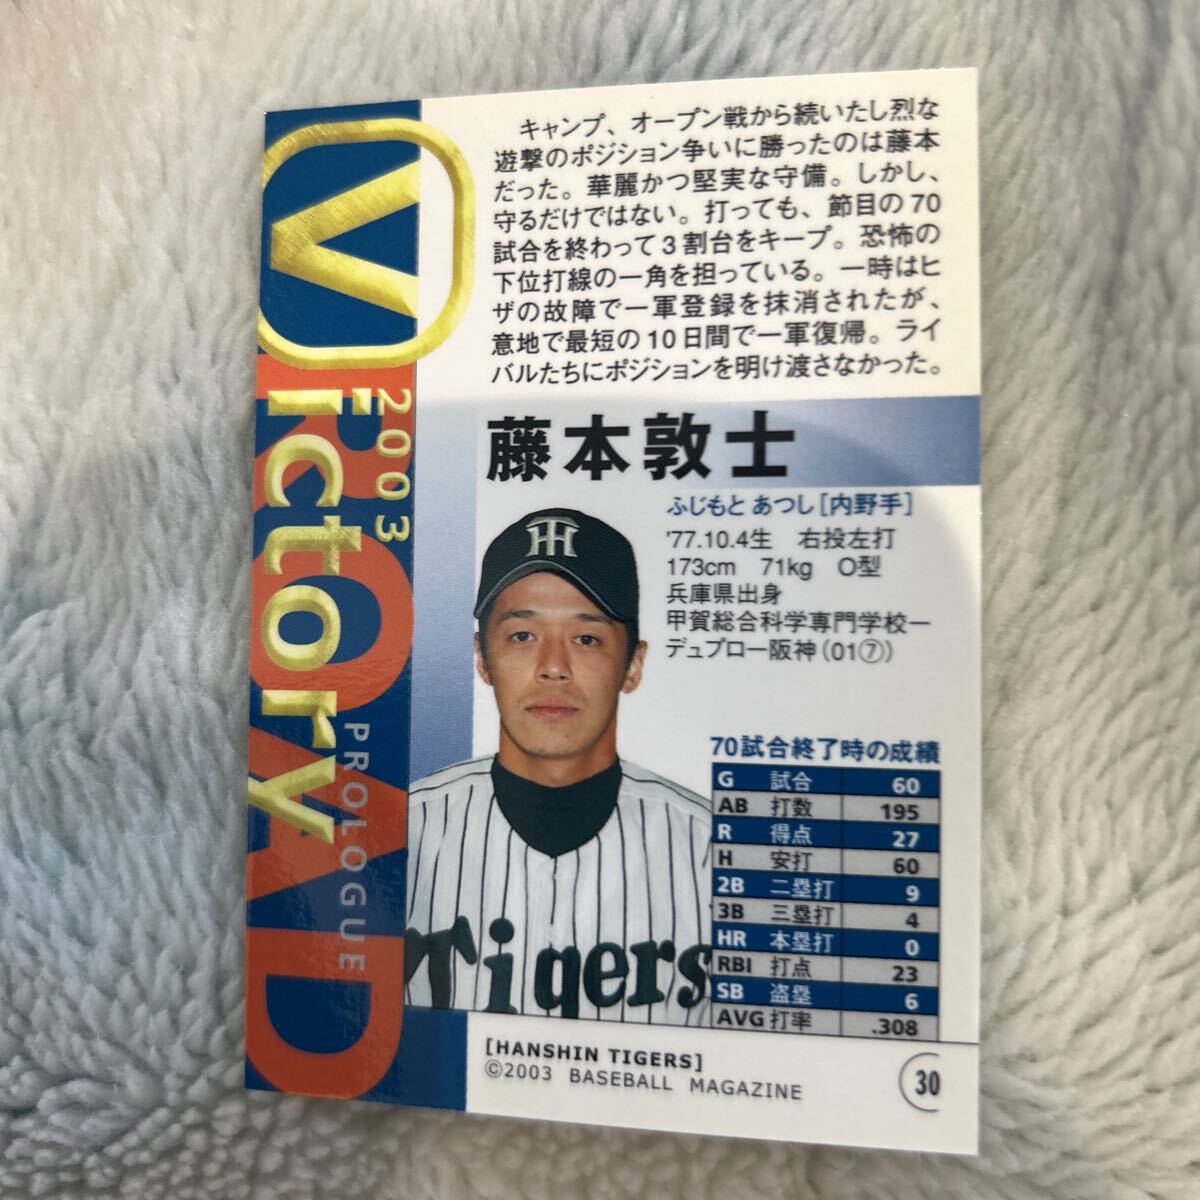 キャンプ、オープン戦から続いたし烈な
遊撃のポジション争いに勝ったのは藤本
だった。華麗かつ堅実な守備。しかし、
守るだけではない。打っても、節目の70
試合を終わって3割台をキープ。恐怖の
下位打線の一角を担っている。一時はヒ
ザの故障で一軍登録を抹消されたが、
意地で最短の10日間で一軍復帰。ライ
バルたちにポジションを明け渡さなかった。
藤本敦士
ふじもと あつし[内野手]
'77.10.4生 右投左打
173cm 71kg O型
兵庫県出身
甲賀総合科学専門学校―
デュプロ―阪神(01⑦)
70試合終了時の成績
G 試合 60
AB 打数 195
R 得点 27
H 安打 60
2B 二塁打 9
3B 三塁打 4
HR 本塁打 0
RBI 打点 23
SB 盗塁 6
AVG 打率 .308
TH
Tigers
[HANSHIN TIGERS]
©2003 BASEBALL MAGAZINE
30
Victory
ROAD
2003
PROLOGUE